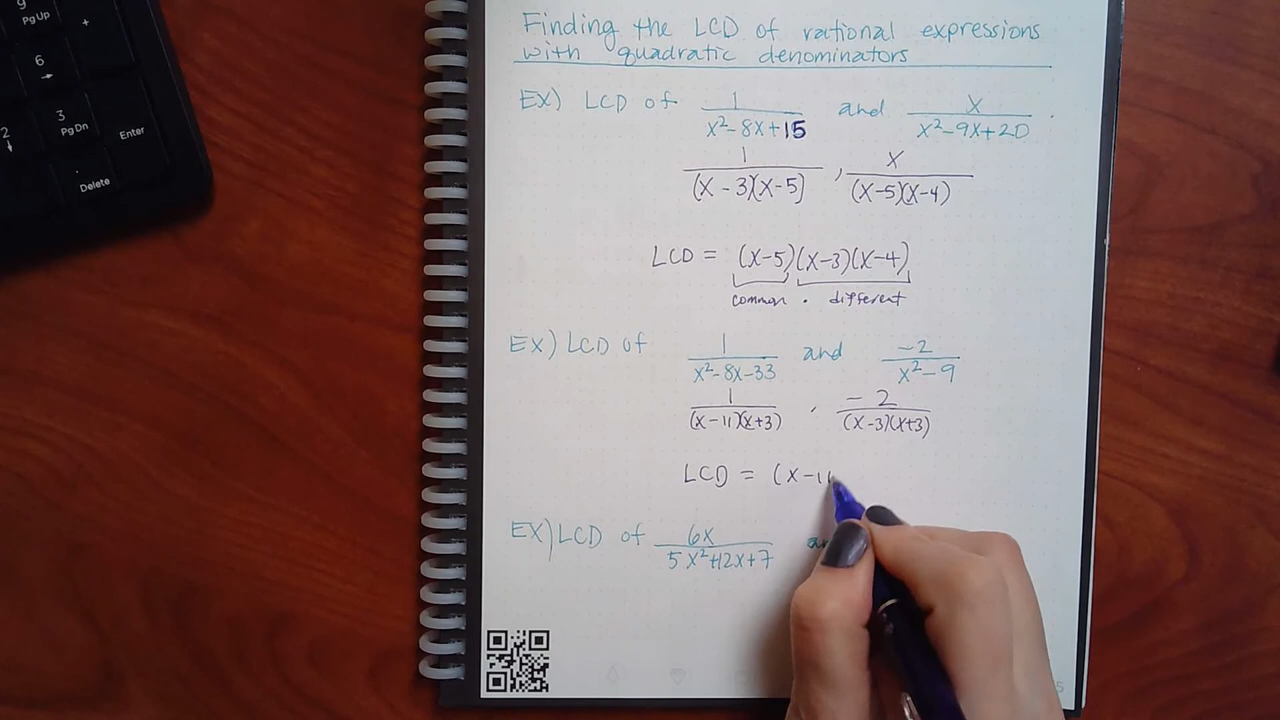 9
PgUp
+
6
→
2
↓
3
PgDn
Enter
Delete
Finding the LCD of rational expressions
with quadratic denominators
EX) LCD of 1/(x²-8x+15) and x/(x²-9x+20).
1/((x-3)(x-5)) , x/((x-5)(x-4))
LCD = (x-5)(x-3)(x-4)
common · different
EX) LCD of 1/(x²-8x-33) and -2/(x²-9)
1/((x-11)(x+3)) , -2/((x-3)(x+3))
LCD = (x-11
EX) LCD of 6x/(5x²+12x+7)